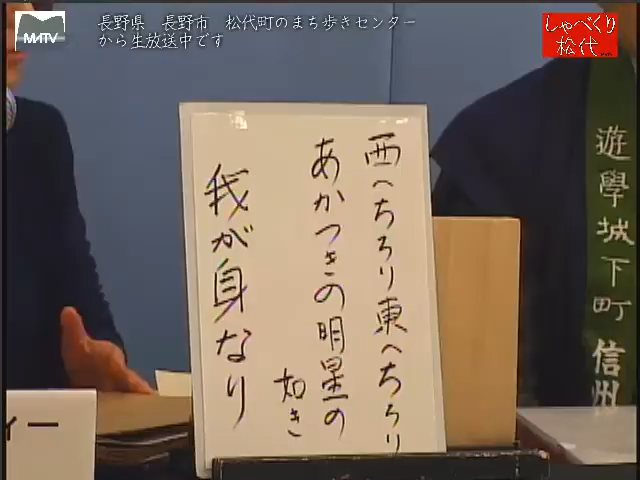 MATV
長野県 長野市 松代町のまち歩きセンター
から生放送中です
しゃべくり
松代
西へちろり東へちろり
あかつきの明星の
如き
我が身なり
遊學城下町 信州
ィー